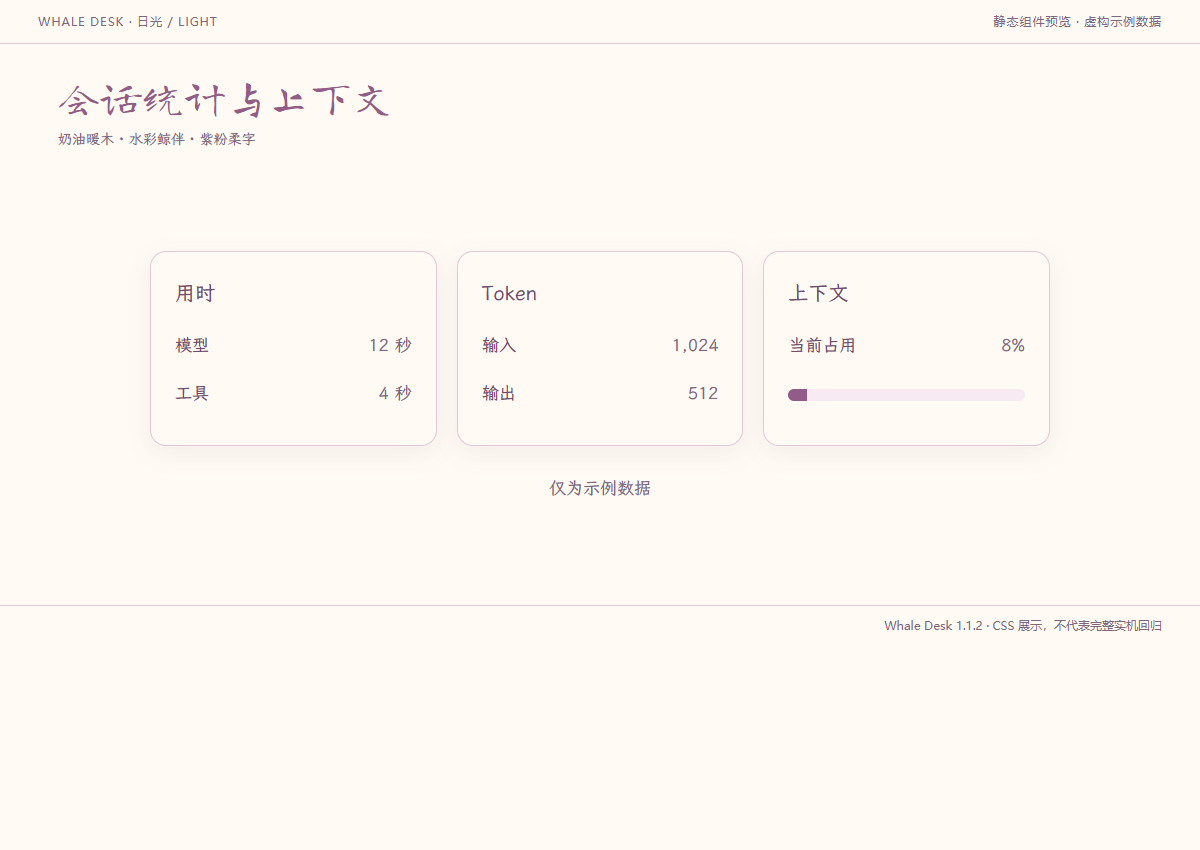 WHALE DESK · 日光 / LIGHT
静态组件预览 · 虚构示例数据
会话统计与上下文
奶油暖木 · 水彩鲸伴 · 紫粉柔字
用时
模型 12 秒
工具 4 秒
Token
输入 1,024
输出 512
上下文
当前占用 8%
仅为示例数据
Whale Desk 1.1.2 · CSS 展示，不代表完整实机回归